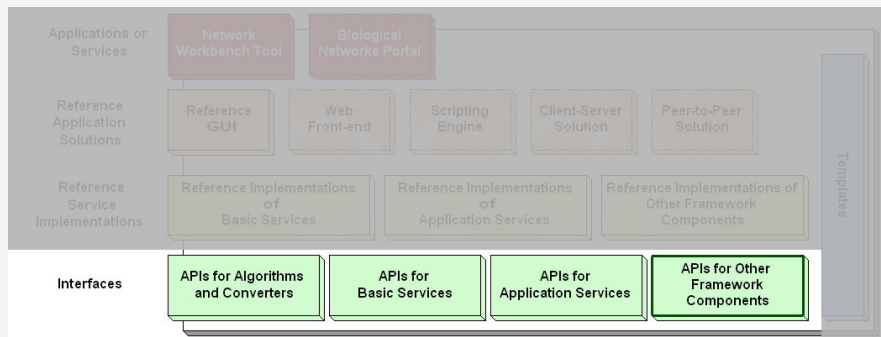 Applications or
Services
Network
Workbench Tool
Biological
Networks Portal
Reference
Application
Solutions
Reference
GUI
Web
Front-end
Scripting
Engine
Client-Server
Solution
Peer-to-Peer
Solution
Templates
Reference
Service
Implementations
Reference Implementations
of
Basic Services
Reference Implementations
of
Application Services
Reference Implementations of
Other Framework
Components
Interfaces
APIs for Algorithms
and Converters
APIs for
Basic Services
APIs for
Application Services
APIs for Other
Framework
Components